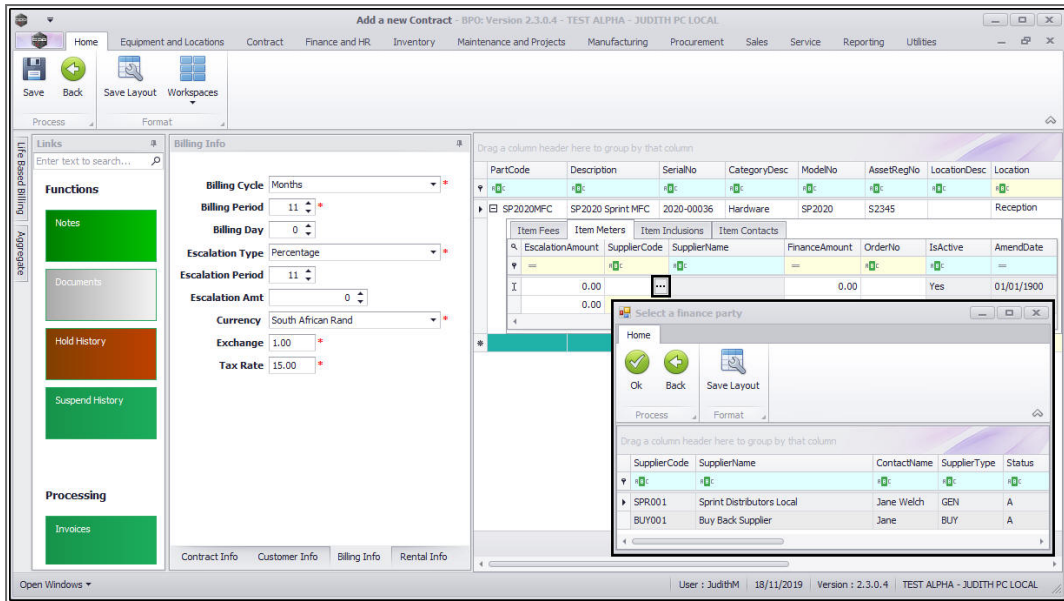 Add a new Contract - BPO: Version 2.3.0.4 - TEST ALPHA - JUDITH PC LOCAL
Home Equipment and Locations Contract Finance and HR Inventory Maintenance and Projects Manufacturing Procurement Sales Service Reporting Utilities
Save Back Save Layout Workspaces
Process Format
Life Based Billing
Aggregate
Links
Enter text to search...
Functions
Notes
Documents
Hold History
Suspend History
Processing
Invoices
Billing Info
Billing Cycle Months *
Billing Period 11 *
Billing Day 0
Escalation Type Percentage *
Escalation Period 11
Escalation Amt 0
Currency South African Rand *
Exchange 1.00 *
Tax Rate 15.00 *
Contract Info Customer Info Billing Info Rental Info
Drag a column header here to group by that column
PartCode Description SerialNo CategoryDesc ModelNo AssetRegNo LocationDesc Location
SP2020MFC SP2020 Sprint MFC 2020-00036 Hardware SP2020 S2345 Reception
Item Fees Item Meters Item Inclusions Item Contacts
EscalationAmount SupplierCode SupplierName FinanceAmount OrderNo IsActive AmendDate
= =  =
0.00 ... 0.00 Yes 01/01/1900
0.00
Select a finance party
Home
Ok Back Save Layout
Process Format
Drag a column header here to group by that column
SupplierCode SupplierName ContactName SupplierType Status
SPR001 Sprint Distributors Local Jane Welch GEN A
BUY001 Buy Back Supplier Jane BUY A
Open Windows User : JudithM 18/11/2019 Version : 2.3.0.4 TEST ALPHA - JUDITH PC LOCAL